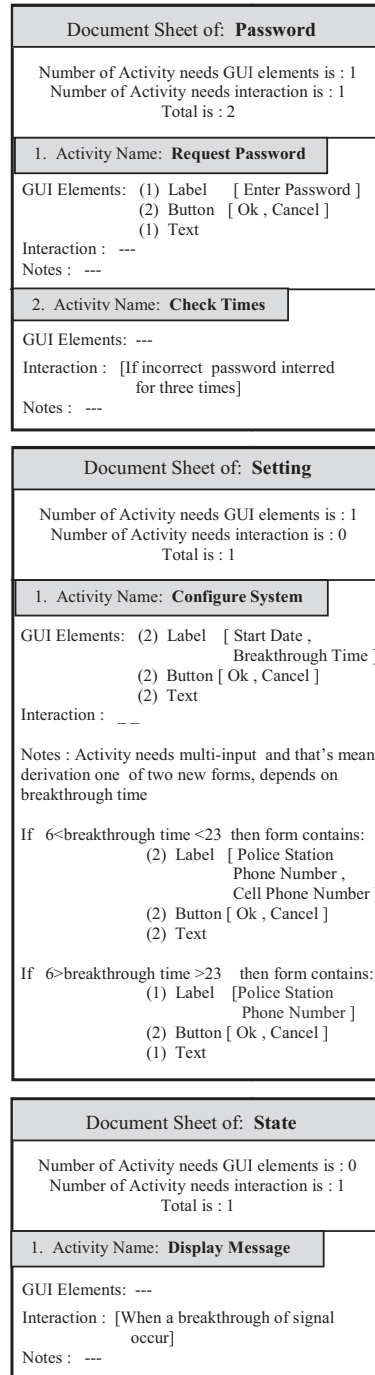 Document Sheet of: Password
Number of Activity needs GUI elements is : 1
Number of Activity needs interaction is : 1
Total is : 2
1. Activity Name: Request Password
GUI Elements: (1) Label [ Enter Password ]
(2) Button [ Ok , Cancel ]
(1) Text
Interaction : ---
Notes : ---
2. Activity Name: Check Times
GUI Elements: ---
Interaction : [If incorrect password interred
for three times]
Notes : ---
Document Sheet of: Setting
Number of Activity needs GUI elements is : 1
Number of Activity needs interaction is : 0
Total is : 1
1. Activity Name: Configure System
GUI Elements: (2) Label [ Start Date ,
Breakthrough Time ]
(2) Button [ Ok , Cancel ]
(2) Text
Interaction : _ _
Notes : Activity needs multi-input and that's mean
derivation one of two new forms, depends on
breakthrough time
If 6<breakthrough time <23 then form contains:
(2) Label [ Police Station
Phone Number ,
Cell Phone Number ]
(2) Button [ Ok , Cancel ]
(2) Text
If 6>breakthrough time >23 then form contains:
(1) Label [Police Station
Phone Number ]
(2) Button [ Ok , Cancel ]
(1) Text
Document Sheet of: State
Number of Activity needs GUI elements is : 0
Number of Activity needs interaction is : 1
Total is : 1
1. Activity Name: Display Message
GUI Elements: ---
Interaction : [When a breakthrough of signal
occur]
Notes : ---